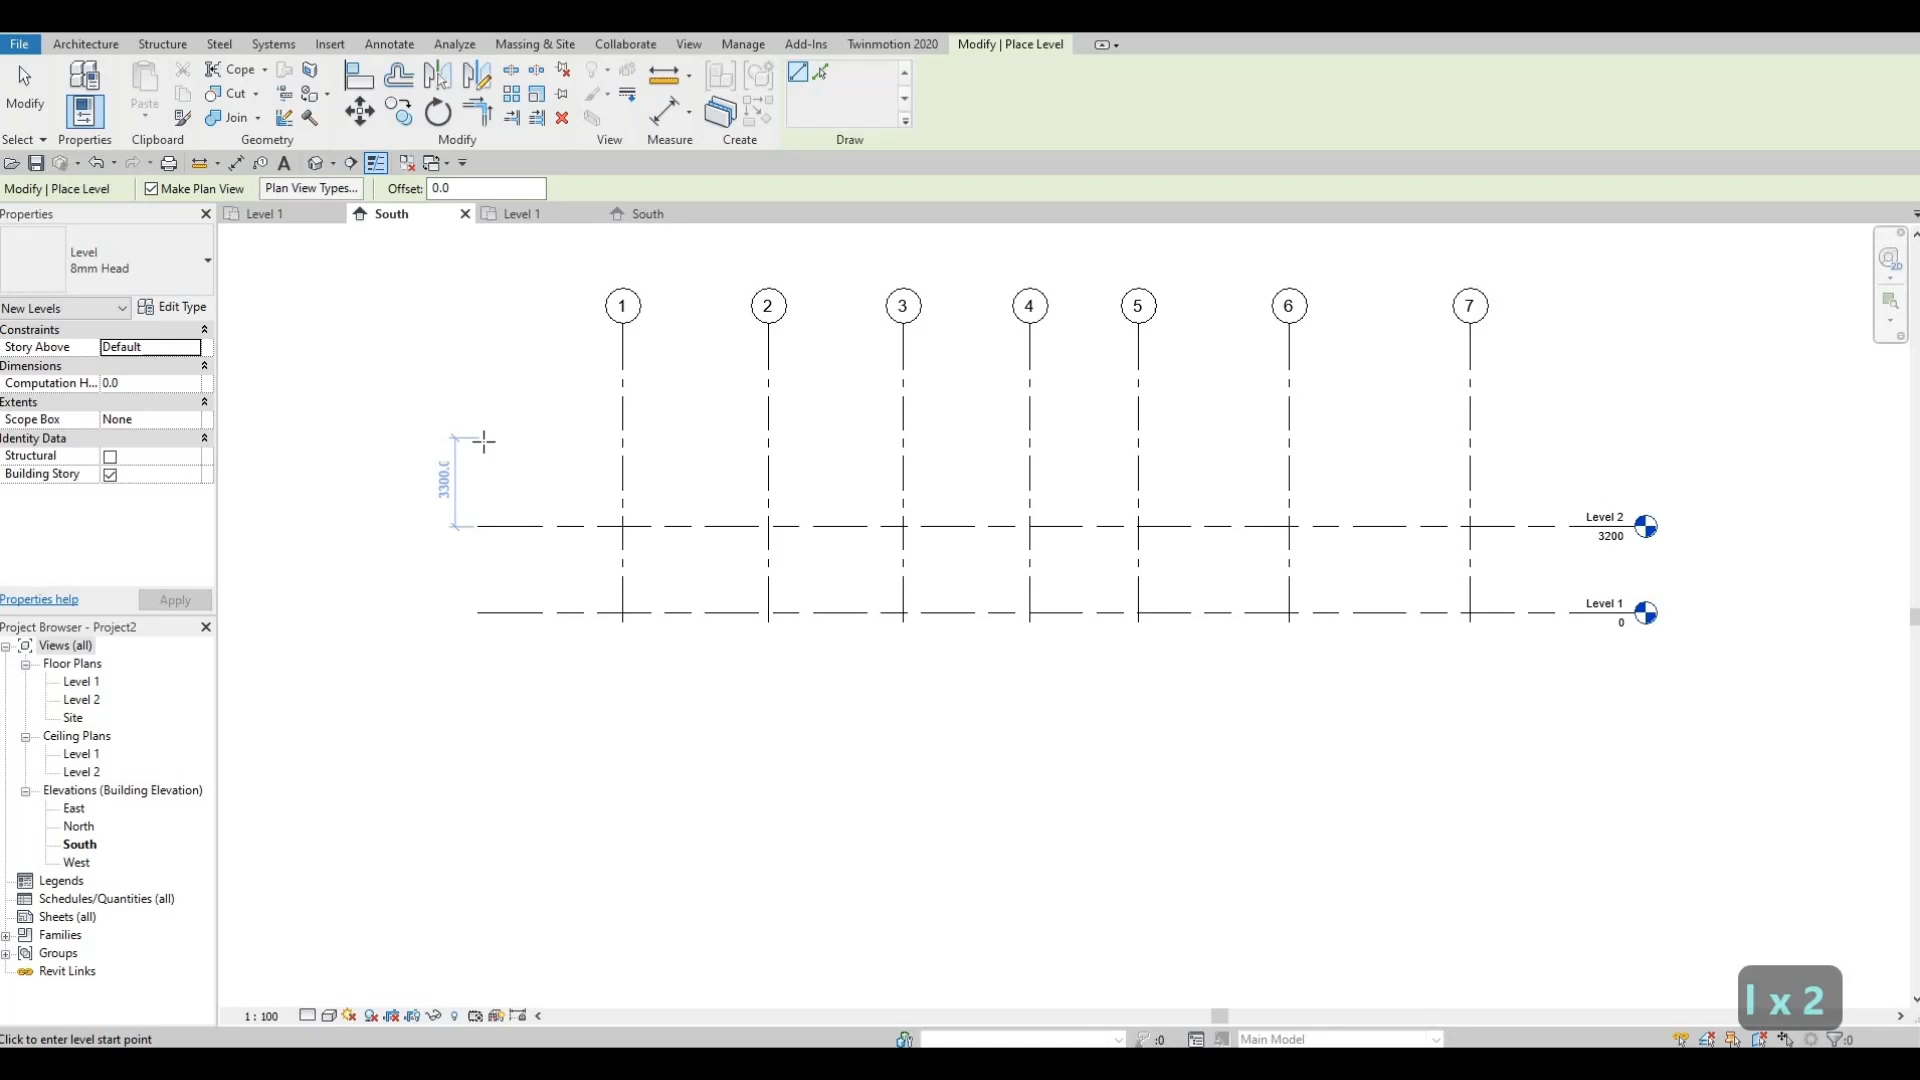 File Architecture Structure Steel Systems Insert Annotate Analyze Massing & Site Collaborate View Manage Add-Ins Twinmotion 2020 Modify | Place Level
Modify Paste Cope Cut Join
Select Properties Clipboard Geometry Modify View Measure Create Draw
Modify | Place Level Make Plan View Plan View Types... Offset: 0.0
Properties
Level 1 South Level 1 South
Level
8mm Head
New Levels Edit Type
Constraints
Story Above Default
Dimensions
Computation H... 0.0
Extents
Scope Box None
Identity Data
Structural
Building Story
Properties help Apply
1 2 3 4 5 6 7
3300.0
Level 2
3200
Level 1
0
Project Browser - Project2
Views (all)
Floor Plans
Level 1
Level 2
Site
Ceiling Plans
Level 1
Level 2
Elevations (Building Elevation)
East
North
South
West
Legends
Schedules/Quantities (all)
Sheets (all)
Families
Groups
Revit Links
1 : 100
l x 2
Click to enter level start point :0 Main Model :0